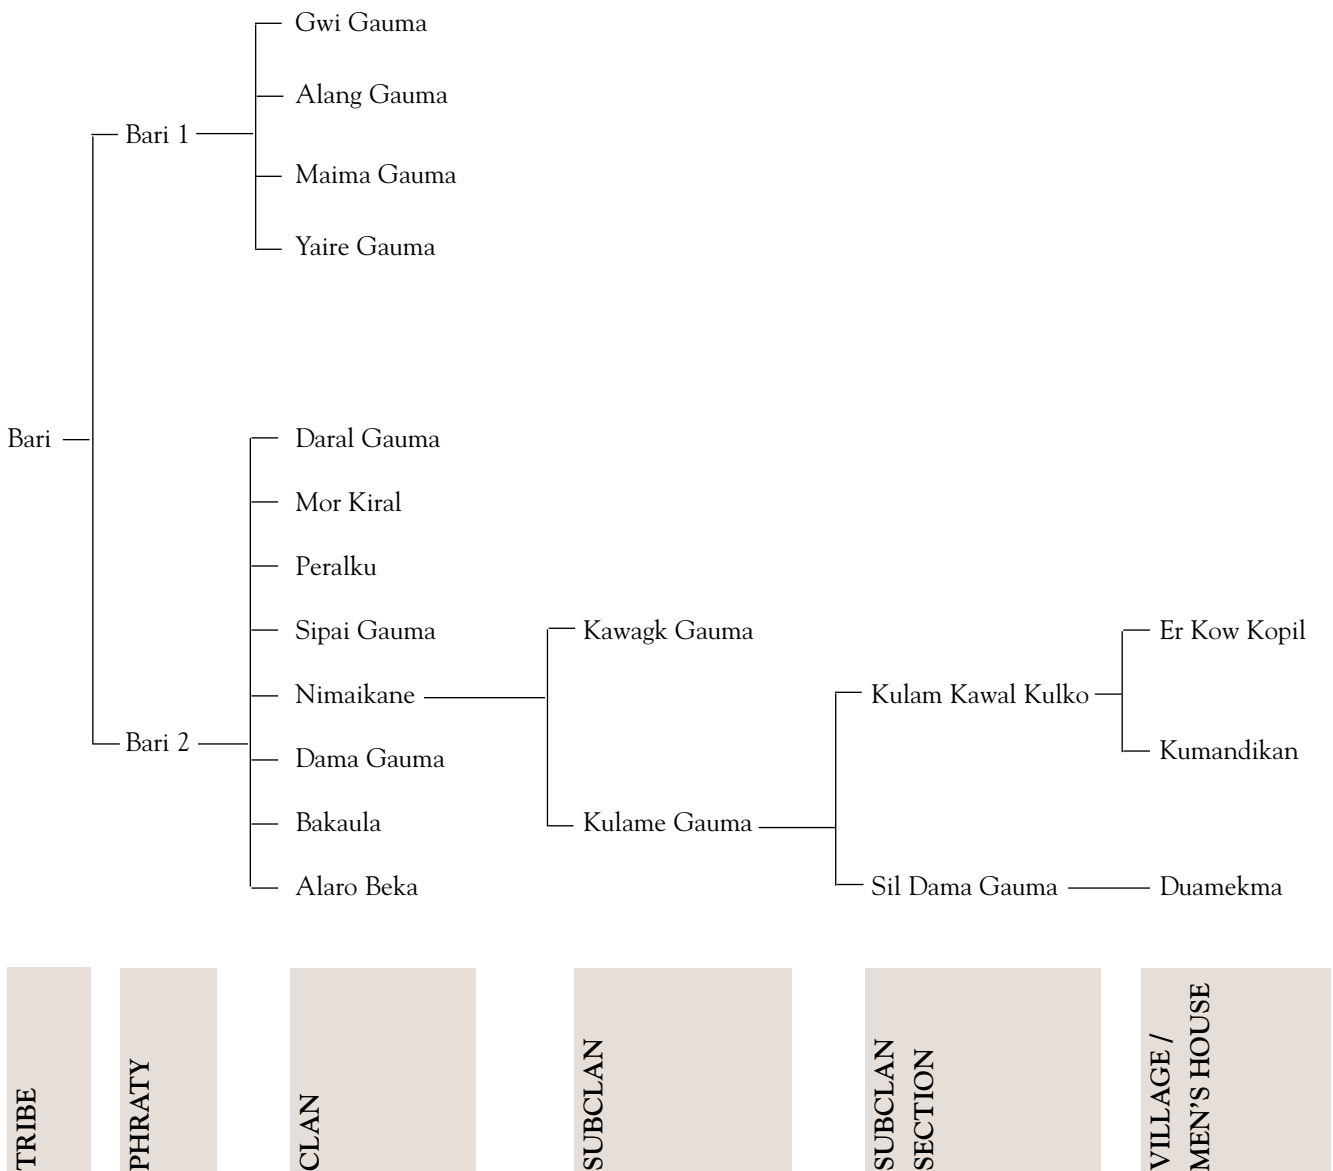 Gwi Gauma
Alang Gauma
Bari 1
Maima Gauma
Yaire Gauma
Bari
Daral Gauma
Mor Kiral
Peralku
Sipai Gauma
Kawagk Gauma
Er Kow Kopil
Nimaikane
Kulam Kawal Kulko
Bari 2
Dama Gauma
Kumandikan
Bakaula
Kulame Gauma
Alaro Beka
Sil Dama Gauma
Duamekma
TRIBE
PHRATY
CLAN
SUBCLAN
SUBCLAN
SECTION
VILLAGE /
MEN’S HOUSE